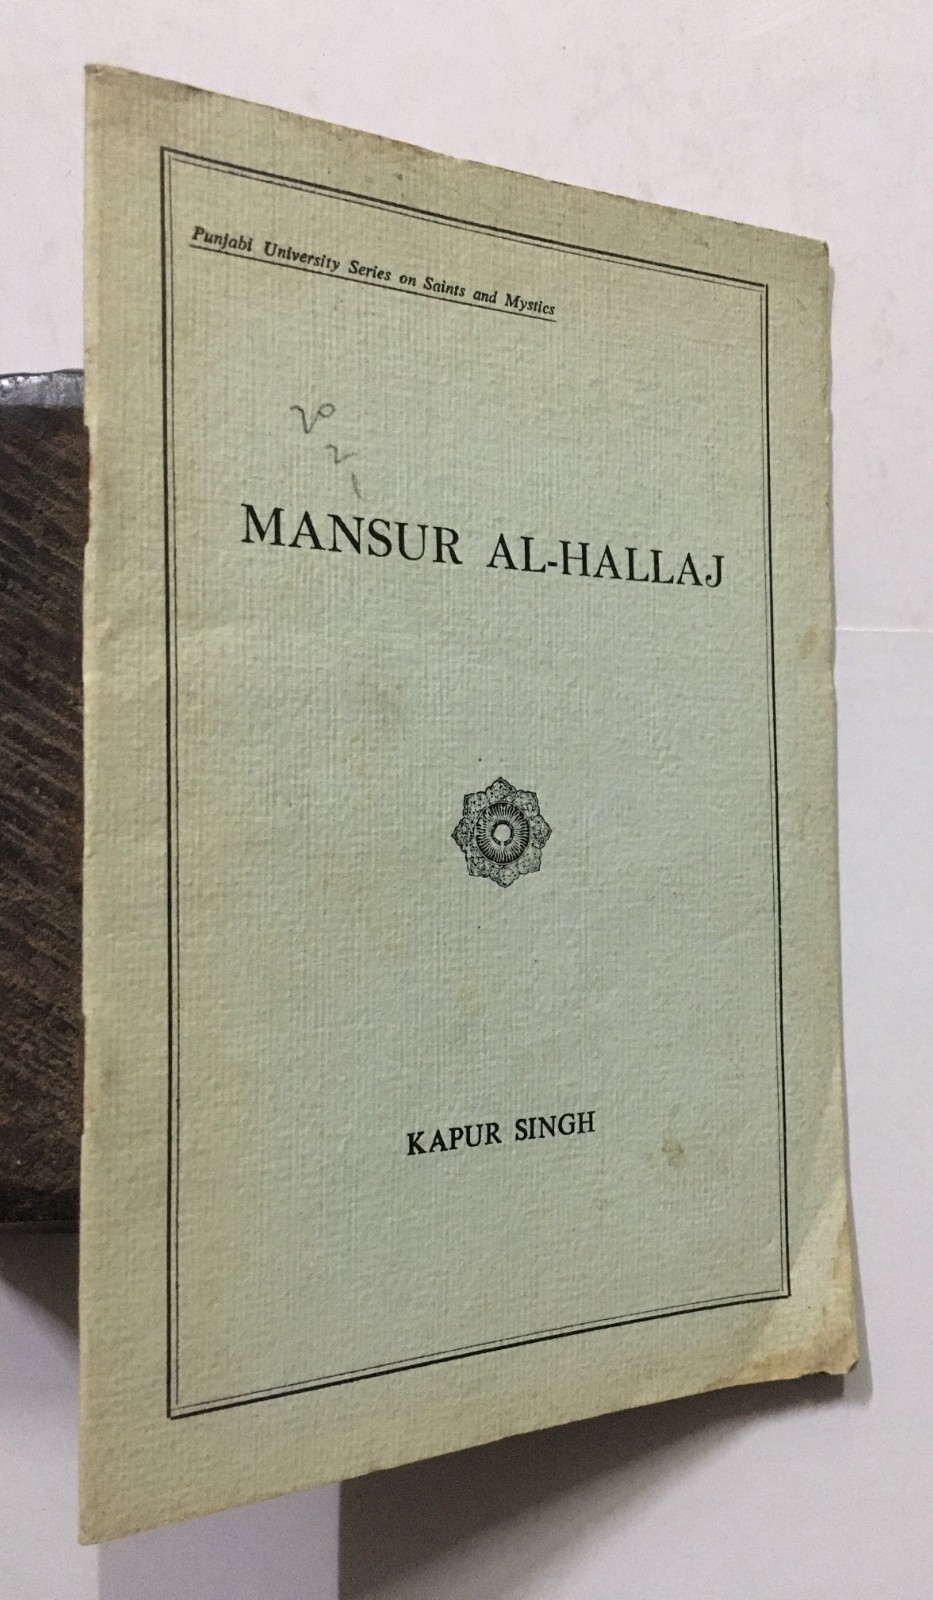 Punjabi University Series on Saints and Mystics
MANSUR AL-HALLAJ
KAPUR SINGH